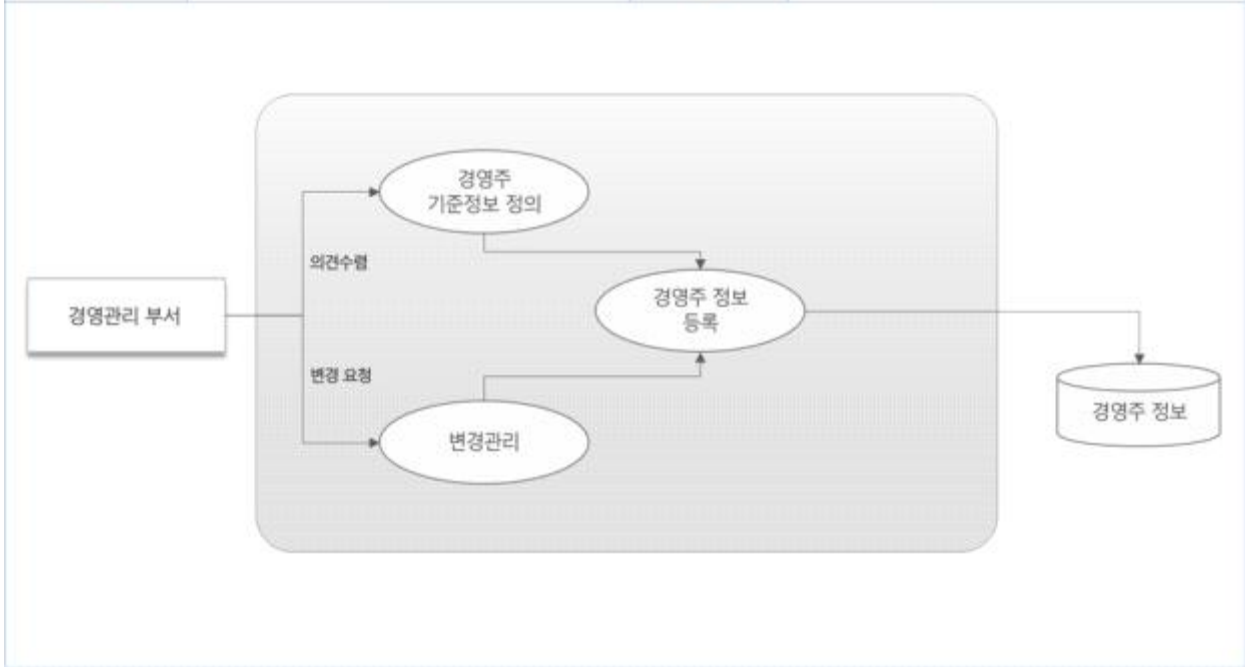 경영주
기준정보 정의
의견수렴
경영주 정보
등록
경영관리 부서
변경 요청
경영주 정보
변경관리